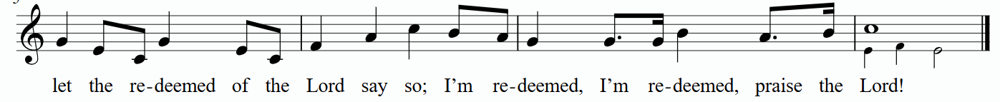 let the re-deemed of the Lord say so; I'm re-deemed, I'm re-deemed, praise the Lord!